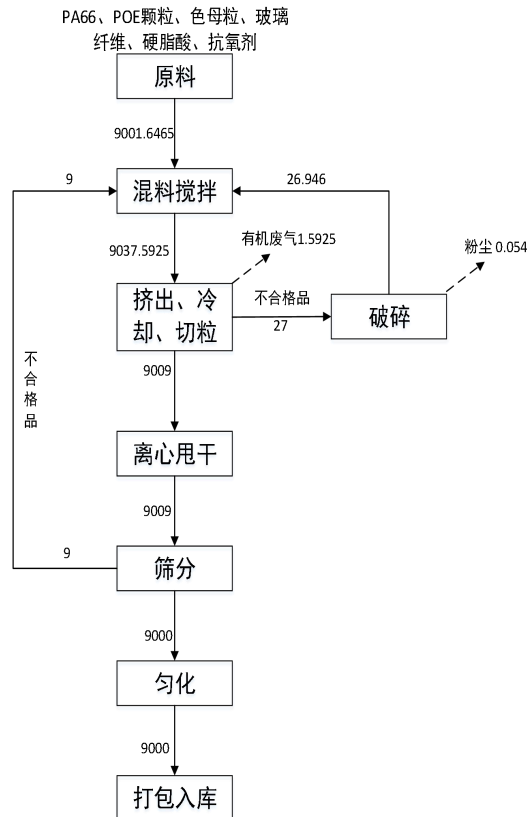 PA66、POE颗粒、色母粒、玻璃
纤维、硬脂酸、抗氧剂
原料
9001.6465
9
26.946
混料搅拌
9037.5925
有机废气1.5925
粉尘 0.054
挤出、冷
却、切粒
不合格品
27
破碎
9009
不
合
格
品
离心甩干
9009
9
筛分
9000
匀化
9000
打包入库